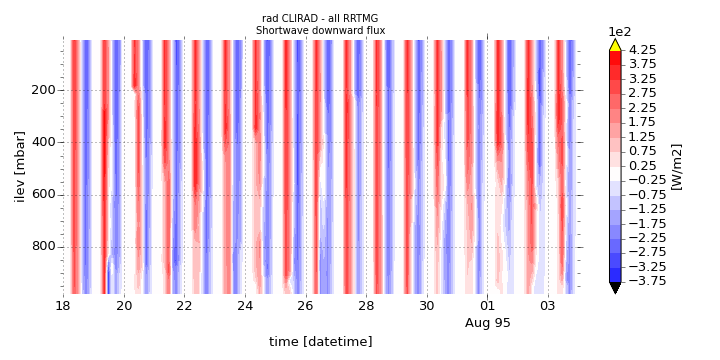 rad CLIRAD - all RRTMG
Shortwave downward flux
1e2
4.25
3.75
3.25
2.75
2.25
1.75
1.25
0.75
0.25
−0.25
−0.75
−1.25
−1.75
−2.25
−2.75
−3.25
−3.75
[W/m2]
200
400
600
800
ilev [mbar]
18 20 22 24 26 28 30 01 03
Aug 95
time [datetime]